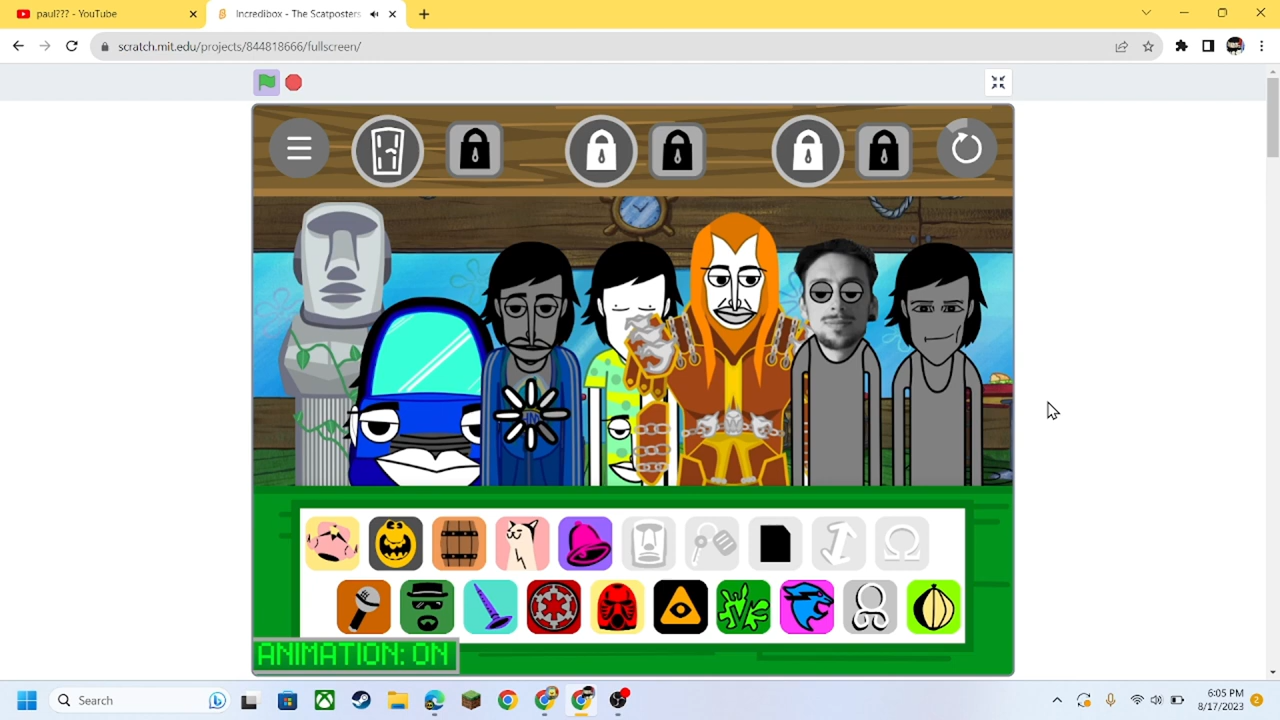 paul??? - YouTube
Incredibox - The Scatposters
scratch.mit.edu/projects/844818666/fullscreen/
ANIMATION: ON
Search
6:05 PM
8/17/2023
2